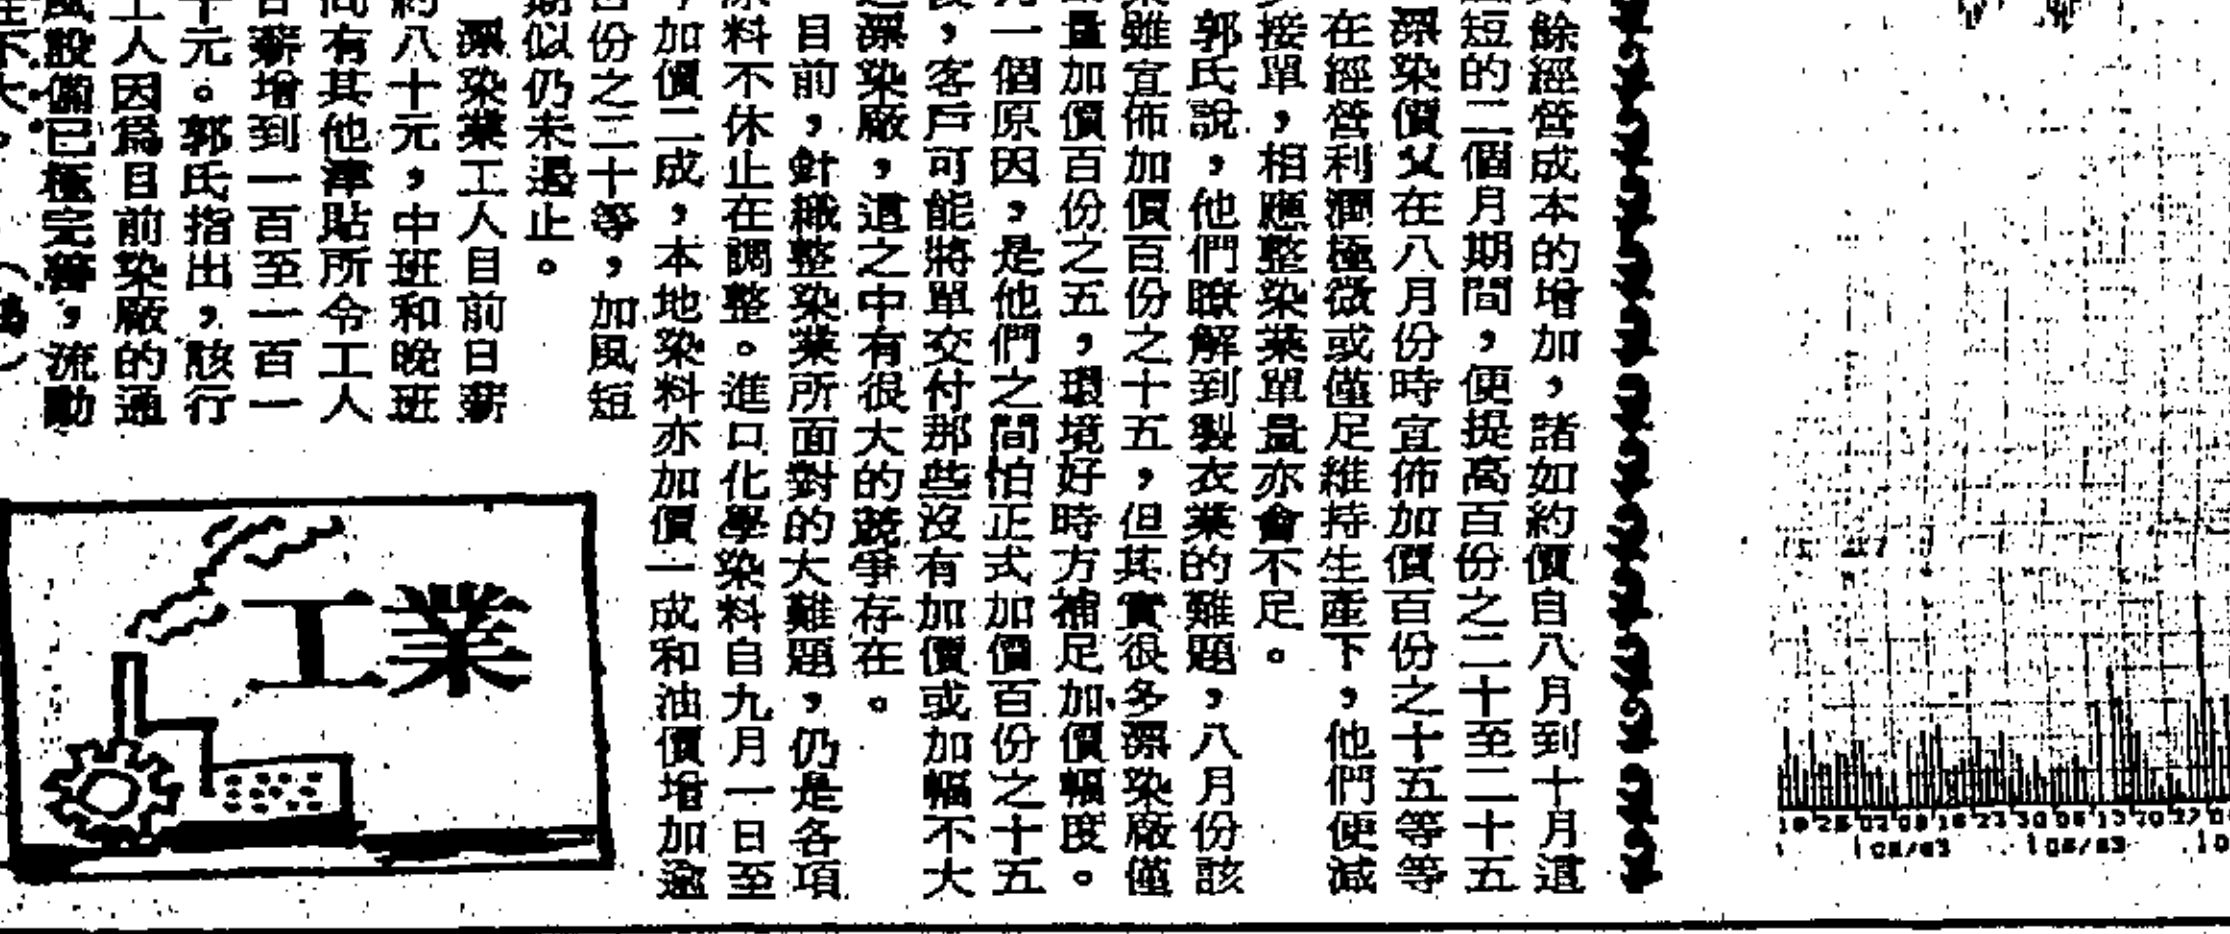 餘經營成本的增加，諸如約價自八月到十月這
短的二個月期間，便提高百份之二十至二十五
漂染價又在八月份時宣佈加價百份之十五等等
在經營利潤極微或僅足維持生產下，他們便減
接單，相應整染業單量亦會不足。
郭氏說，他們瞭解到製衣業的難題，八月份該
雖宣佈加價百份之十五，但其實很多漂染廠僅
量加價百份之五，環境好時方補足加價幅度。
一個原因，是他們之間怕正式加價百份之十五
，客戶可能將單交付那些沒有加價或加幅不大
漂染廠，這之中有很大的競爭存在。
目前，針織整染業所面對的大難題，仍是各項
料不休止在調整。進口化學染料自九月一日至
加價二成，本地染料亦加價一成和油價增加逾
份之二十等，加風短
期似仍未遏止。
漂染業工人目前日薪
約八十元，中班和晚班
尚有其他津貼所令工人
日薪增到一百至一百一
十元。郭氏指出，該行
工人因為目前染廠的通
風設備已極完善，流動
性不大。
工業